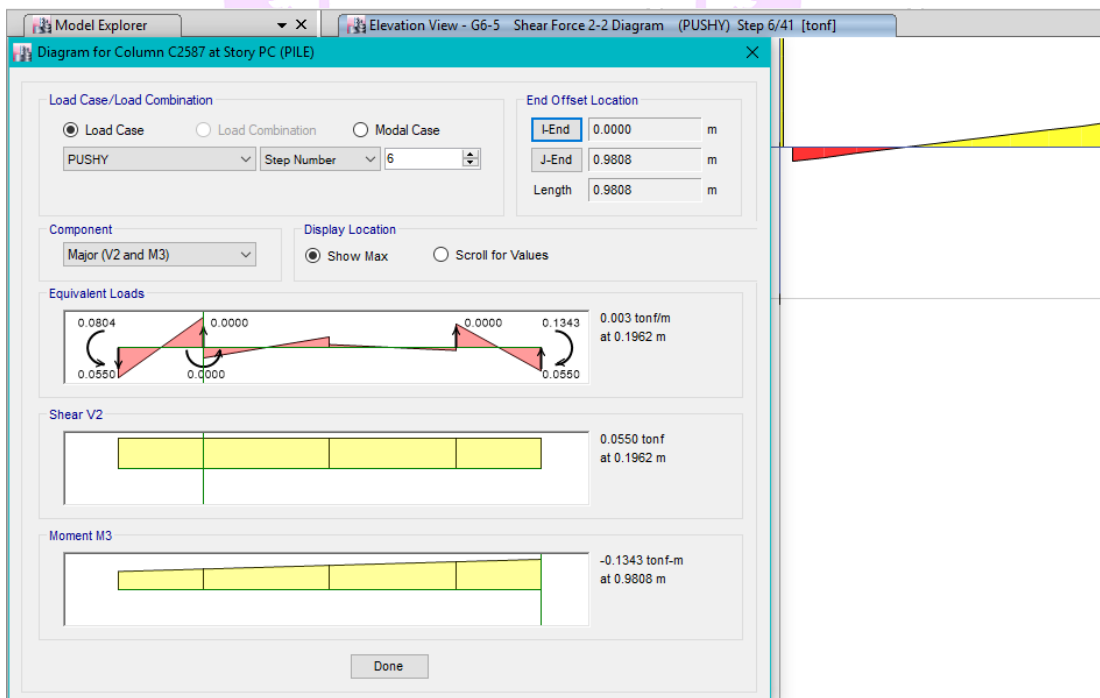 Model Explorer
Elevation View - G6-5 Shear Force 2-2 Diagram (PUSHY) Step 6/41 [tonf]
Diagram for Column C2587 at Story PC (PILE)
Load Case/Load Combination
Load Case Load Combination Modal Case
PUSHY Step Number 6
End Offset Location
I-End 0.0000 m
J-End 0.9808 m
Length 0.9808 m
Component
Major (V2 and M3)
Display Location
Show Max Scroll for Values
Equivalent Loads
0.0804 0.0000 0.0000 0.1343
0.0550 0.0000 0.0550
0.003 tonf/m
at 0.1962 m
Shear V2
0.0550 tonf
at 0.1962 m
Moment M3
-0.1343 tonf-m
at 0.9808 m
Done